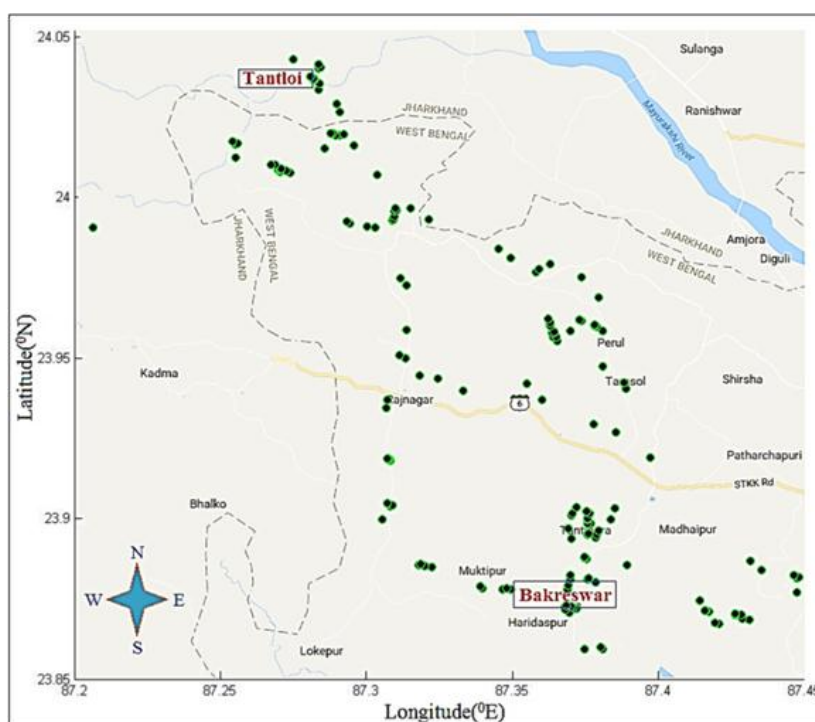 24.05
Sulanga
Tantloi
JHARKHAND
Ranishwar
WEST BENGAL
Mayurakshi River
24
JHARKHAND
WEST BENGAL
JHARKHAND
WEST BENGAL
Amjora
Diguli
Latitude(⁰N)
23.95
Perul
Kadma
Shirsha
Rajnagar
6
Patharchapuri
STKK Rd
Bhalko
23.9
Madhaipur
N
Muktipur
W
E
Bakreswar
Haridaspur
S
Lokepur
23.85
87.2
87.25
87.3
87.35
87.4
87.45
Longitude(⁰E)